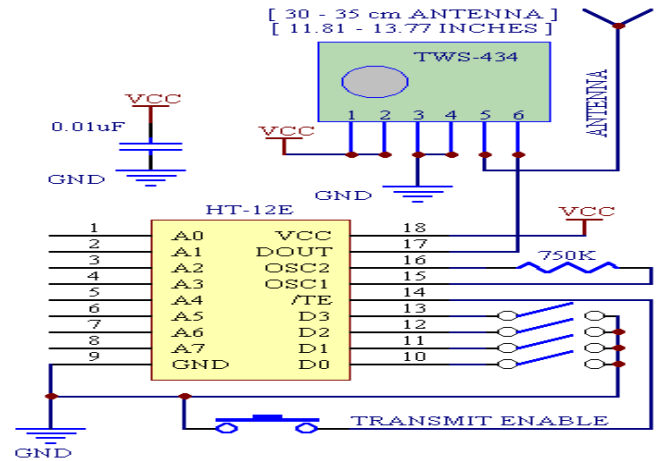 [ 30 - 35 cm ANTENNA ]
[ 11.81 - 13.77 INCHES ]
TWS-434
1 2 3 4 5 6
ANTENNA
VCC
0.01uF
GND
VCC
GND
HT-12E
VCC
1 A0 VCC 18
2 A1 DOUT 17
3 A2 OSC2 16 750K
4 A3 OSC1 15
5 A4 /TE 14
6 A5 D3 13
7 A6 D2 12
8 A7 D1 11
9 GND D0 10
TRANSMIT ENABLE
GND